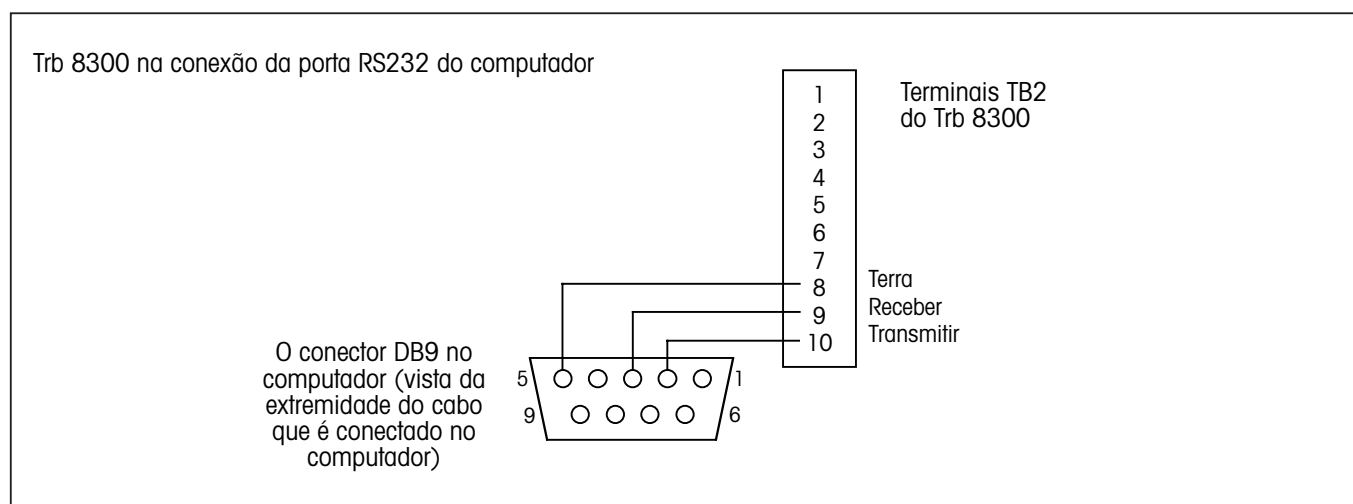 Trb 8300 na conexão da porta RS232 do computador
1
2
3
4
5
6
7
8
9
10
Terminais TB2
do Trb 8300
Terra
Receber
Transmitir
O conector DB9 no
computador (vista da
extremidade do cabo
que é conectado no
computador)
5
1
9
6